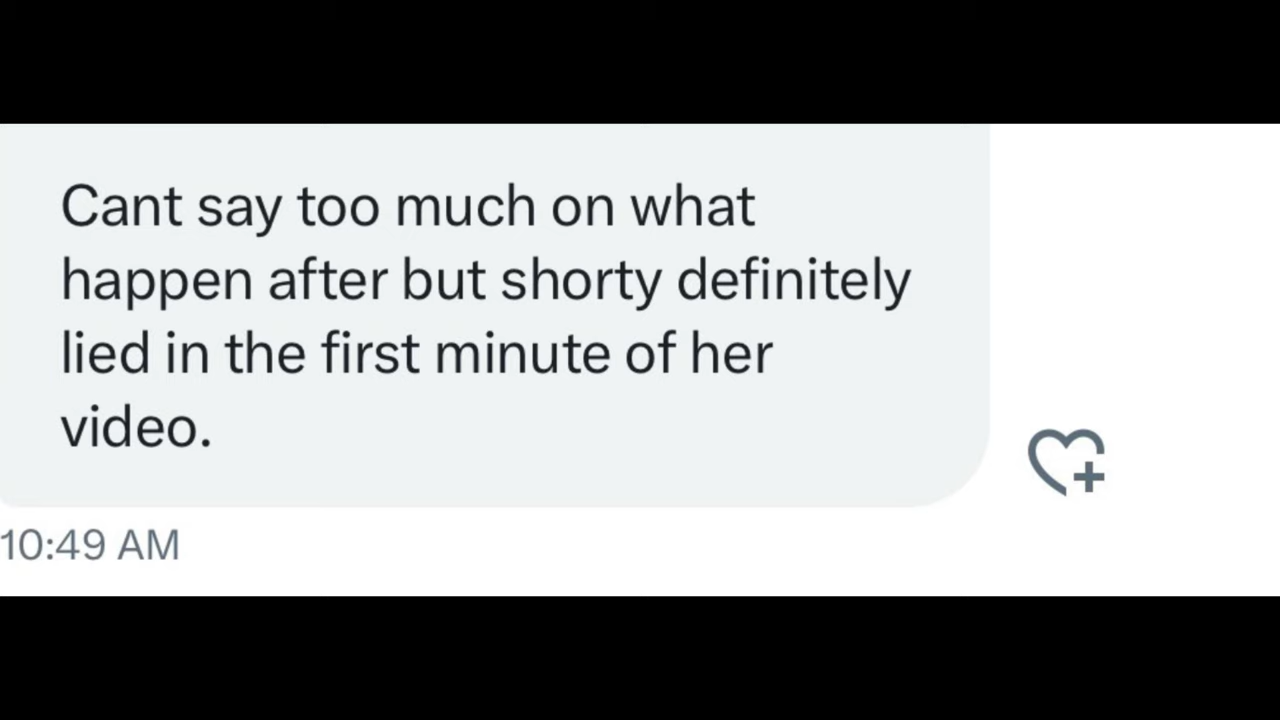 Cant say too much on what
happen after but shorty definitely
lied in the first minute of her
video.
10:49 AM